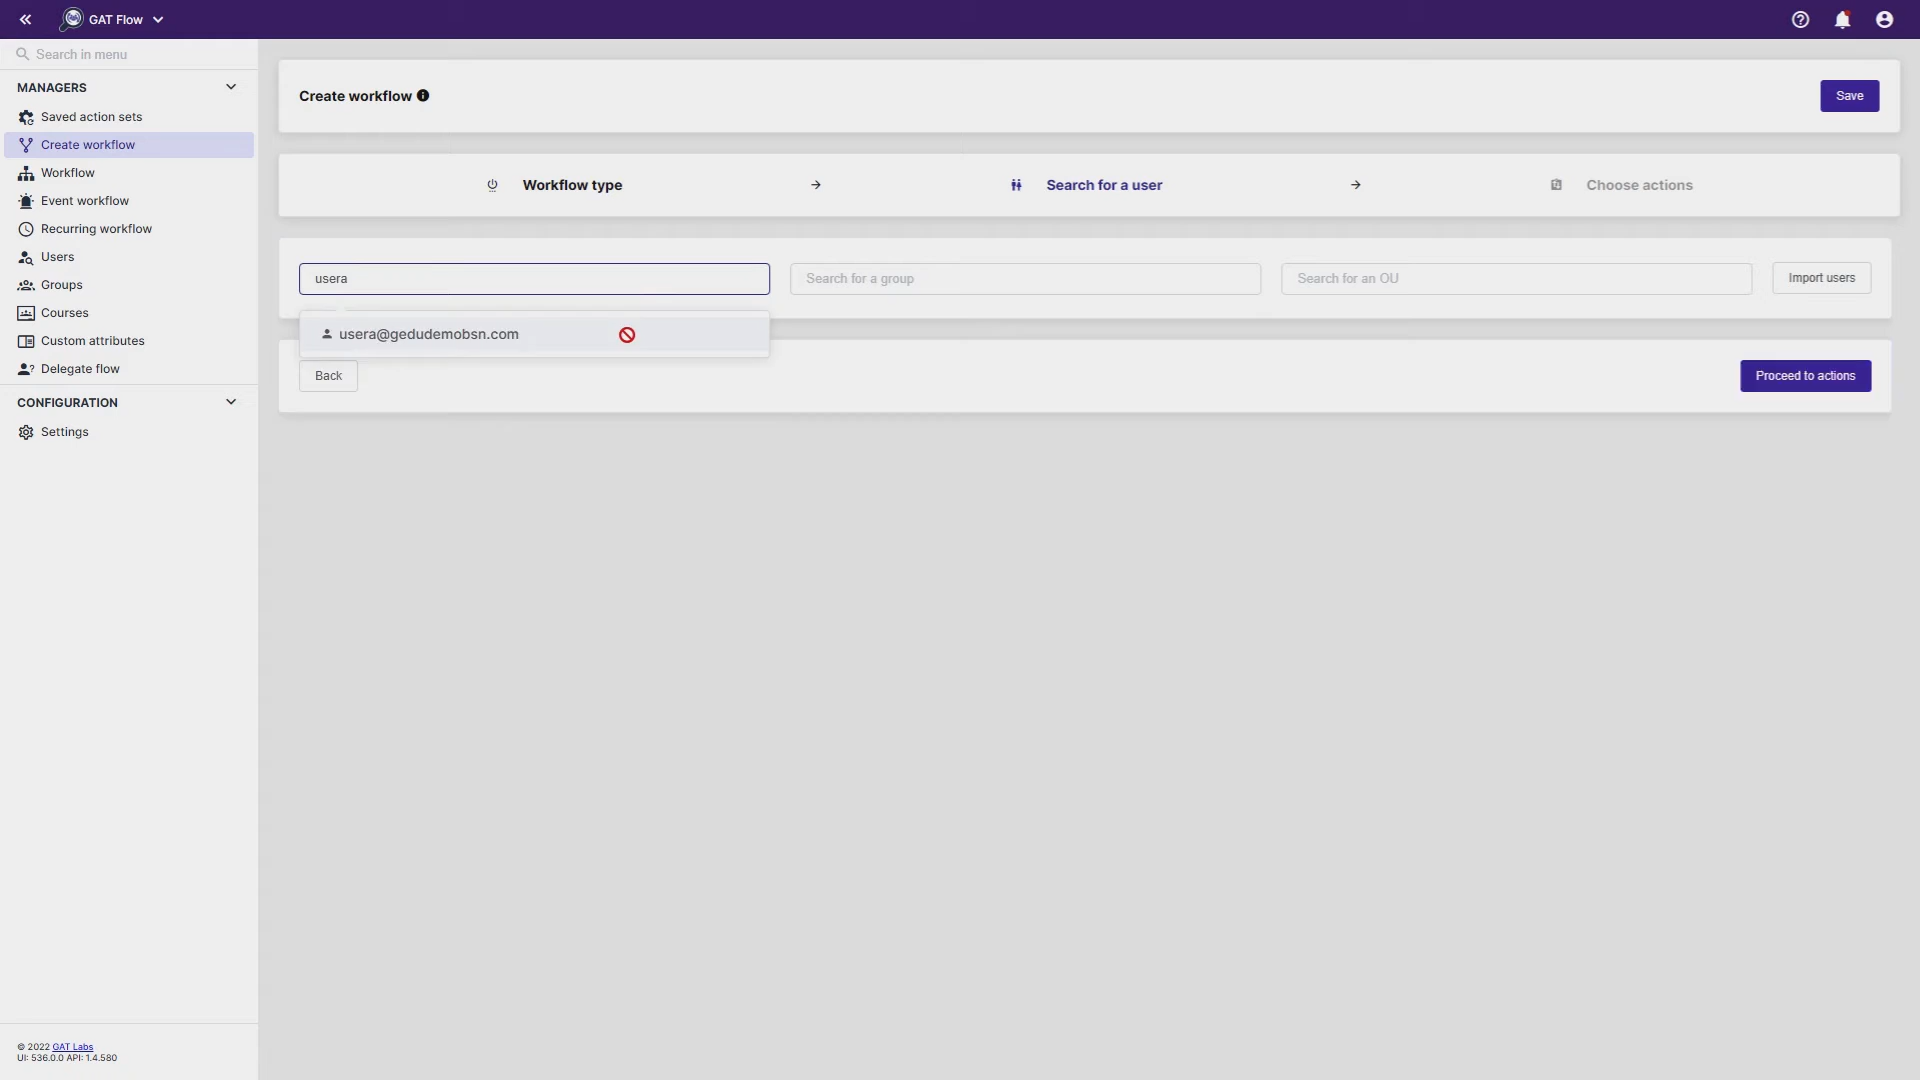 GAT Flow
Search in menu
MANAGERS
Saved action sets
Create workflow
Workflow
Event workflow
Recurring workflow
Users
Groups
Courses
Custom attributes
Delegate flow
CONFIGURATION
Settings
© 2022 GAT Labs
UI: 536.0.0 API: 1.4.580
Create workflow
Save
Workflow type
Search for a user
Choose actions
usera
Search for a group
Search for an OU
Import users
usera@gedudemobsn.com
Back
Proceed to actions